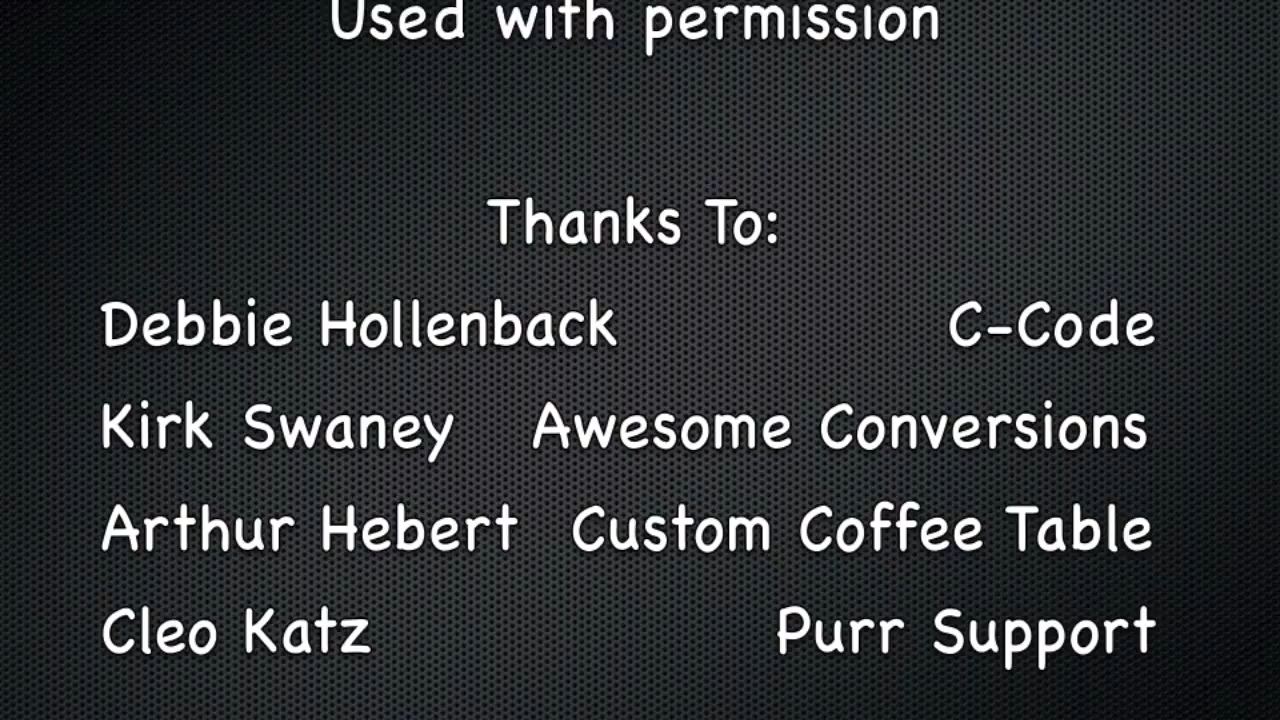 Used with permission
Thanks To:
Debbie Hollenback C-Code
Kirk Swaney Awesome Conversions
Arthur Hebert Custom Coffee Table
Cleo Katz Purr Support